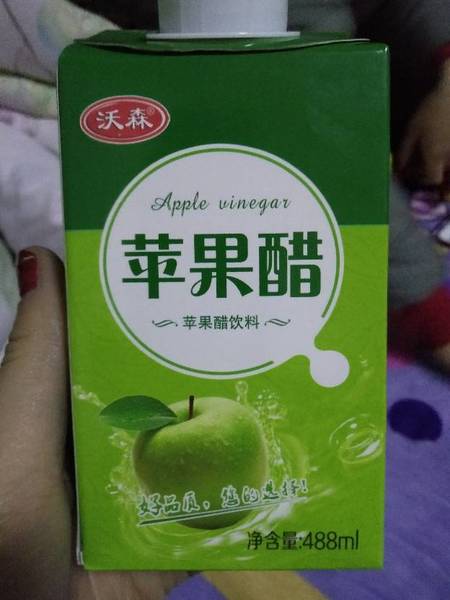 沃森®
Apple vinegar
苹果醋
苹果醋饮料
好品质，您的选择！
净含量:488ml